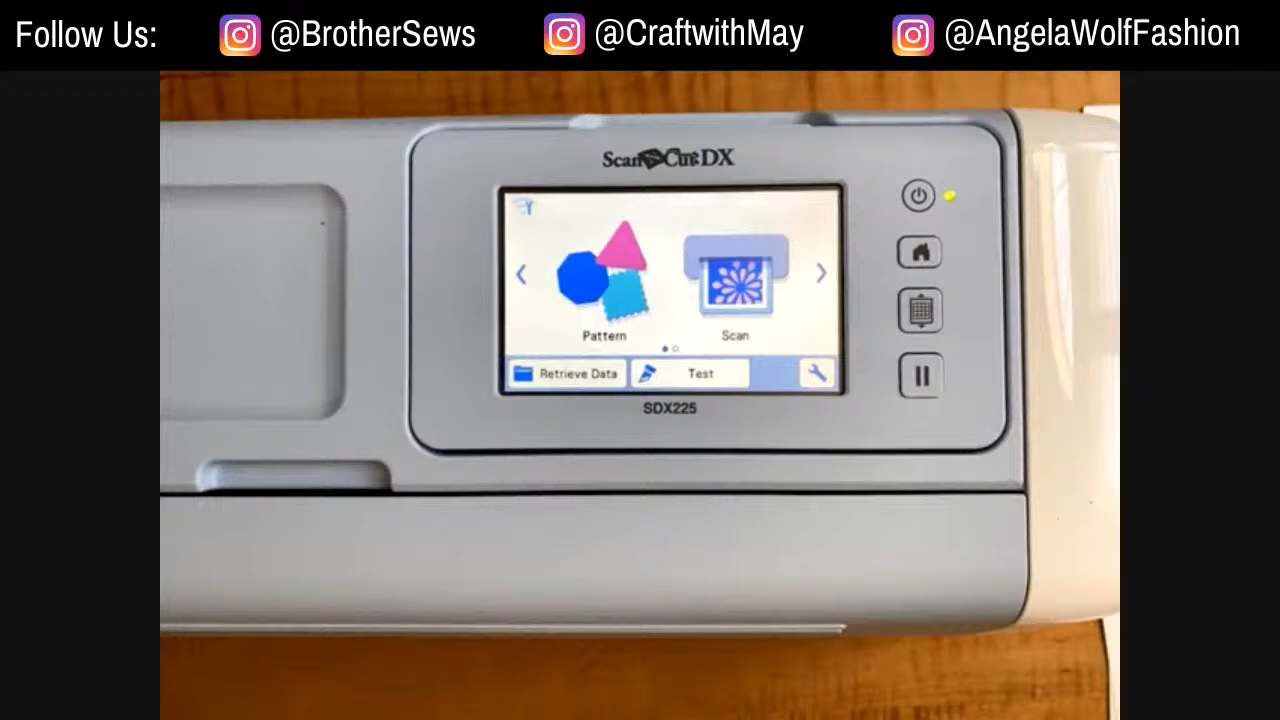 Follow Us: @BrotherSews @CraftwithMay @AngelaWolfFashion
ScanNCut DX
Pattern Scan
Retrieve Data Test
SDX225